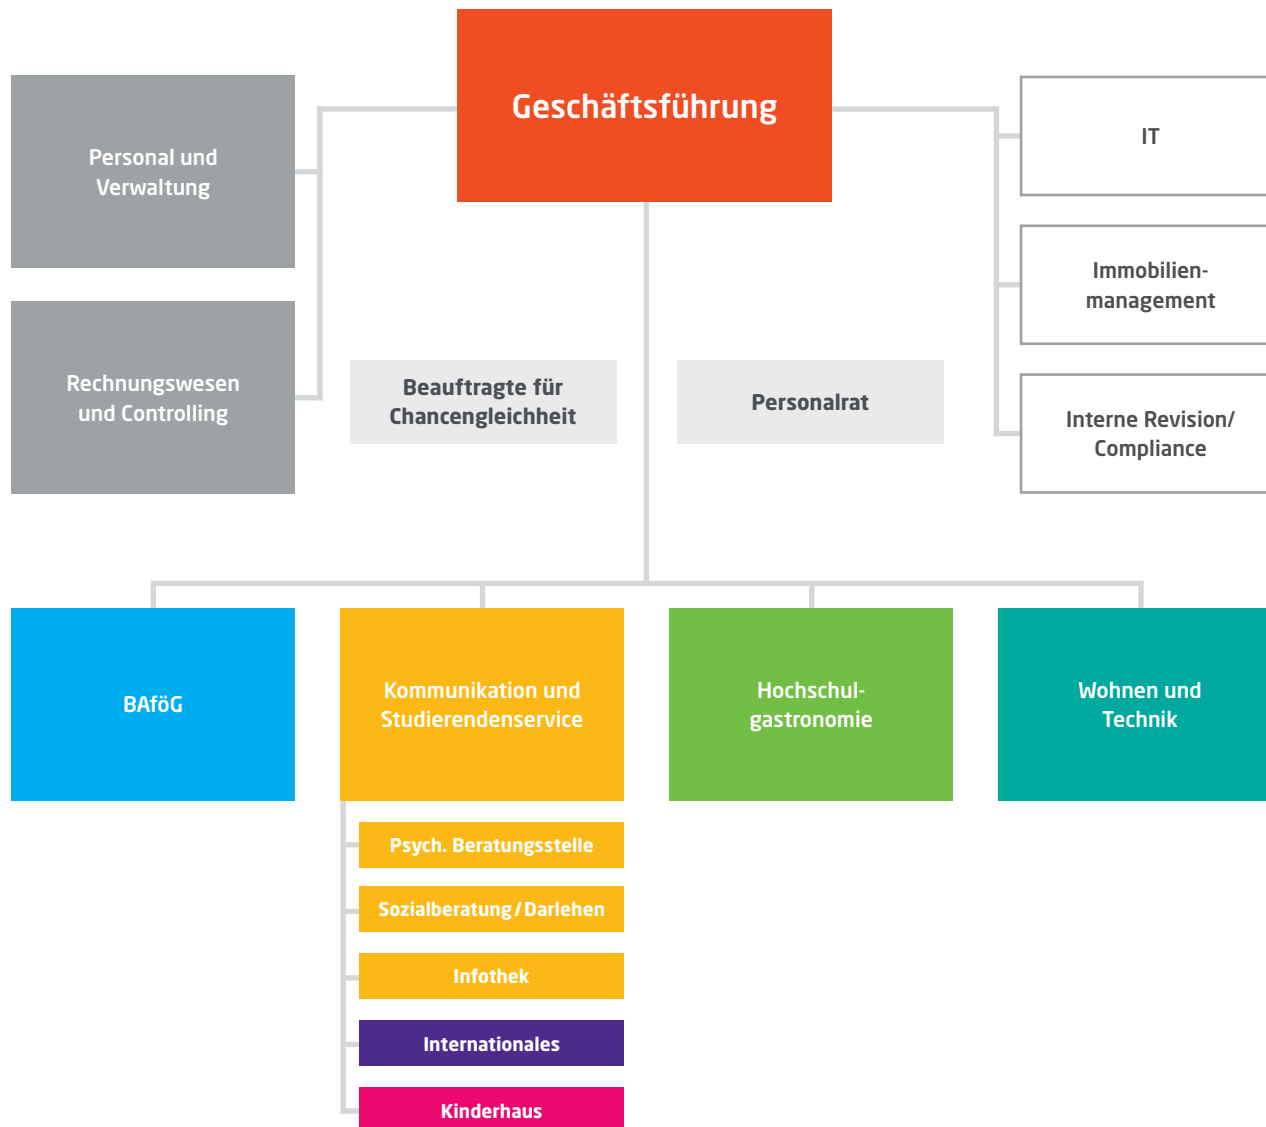 Geschäftsführung
Personal und
Verwaltung
Rechnungswesen
und Controlling
Beauftragte für
Chancengleichheit
Personalrat
IT
Immobilien-
management
Interne Revision/
Compliance
BAföG
Kommunikation und
Studierendenservice
Hochschul-
gastronomie
Wohnen und
Technik
Psych. Beratungsstelle
Sozialberatung/Darlehen
Infothek
Internationales
Kinderhaus